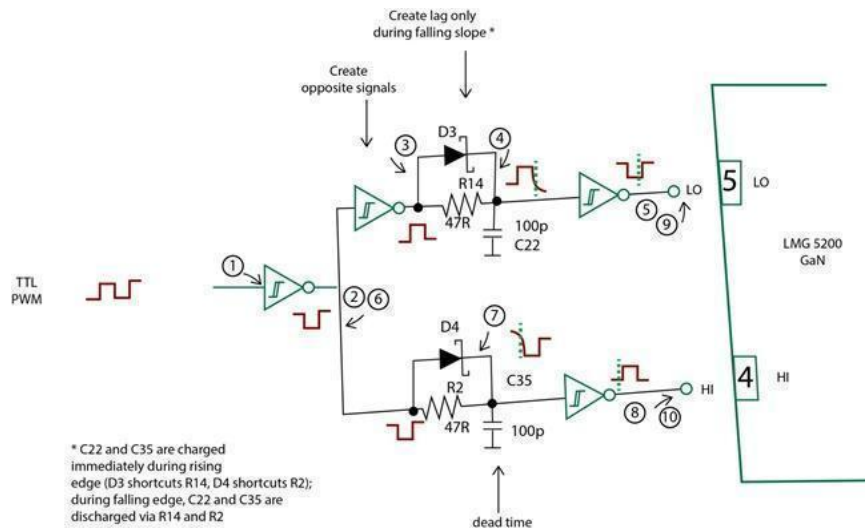 Create lag only
during falling slope *
Create
opposite signals
D3
③
④
R14
47R
100p
C22
⑤
⑨
LO
5
LO
LMG 5200
GaN
TTL
PWM
①
②
⑥
D4
⑦
C35
R2
47R
100p
⑧
⑩
HI
4
HI
* C22 and C35 are charged
immediately during rising
edge (D3 shortcuts R14, D4 shortcuts R2);
during falling edge, C22 and C35 are
discharged via R14 and R2
dead time